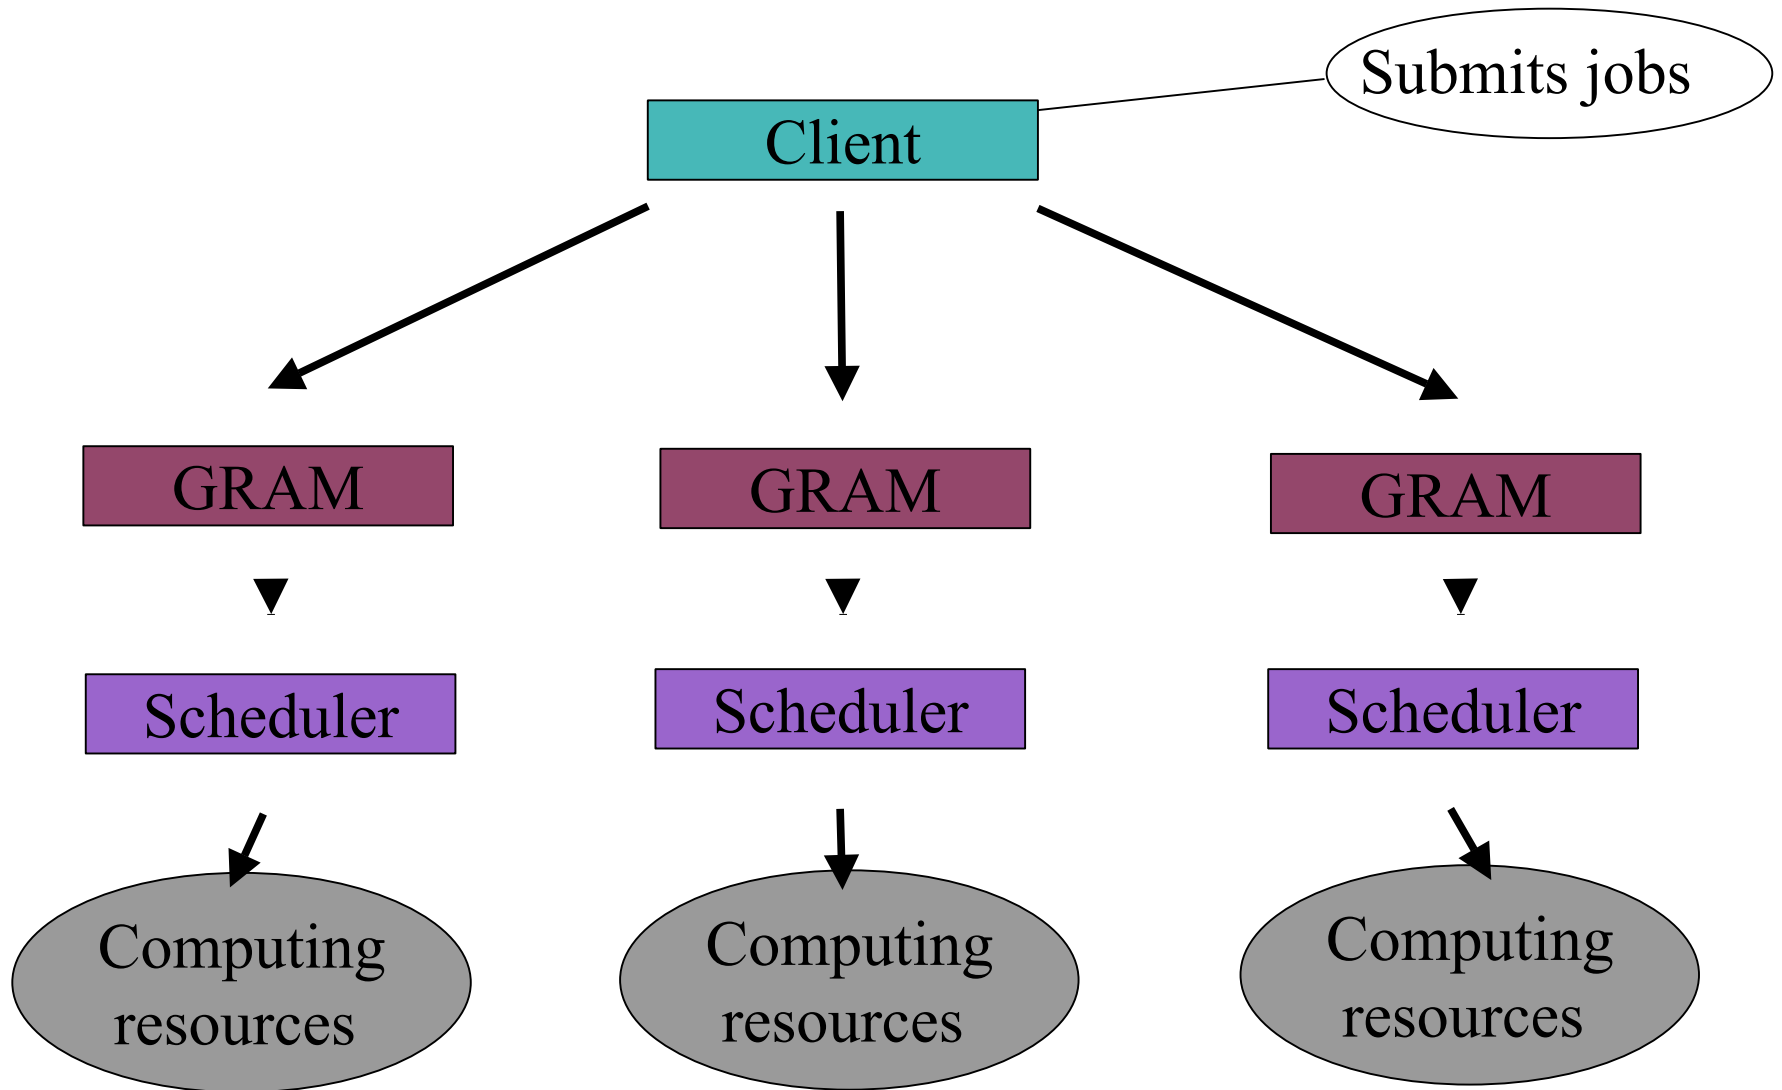 Submits jobs
Client
GRAM
GRAM
GRAM
Scheduler
Scheduler
Scheduler
Computing
resources
Computing
resources
Computing
resources